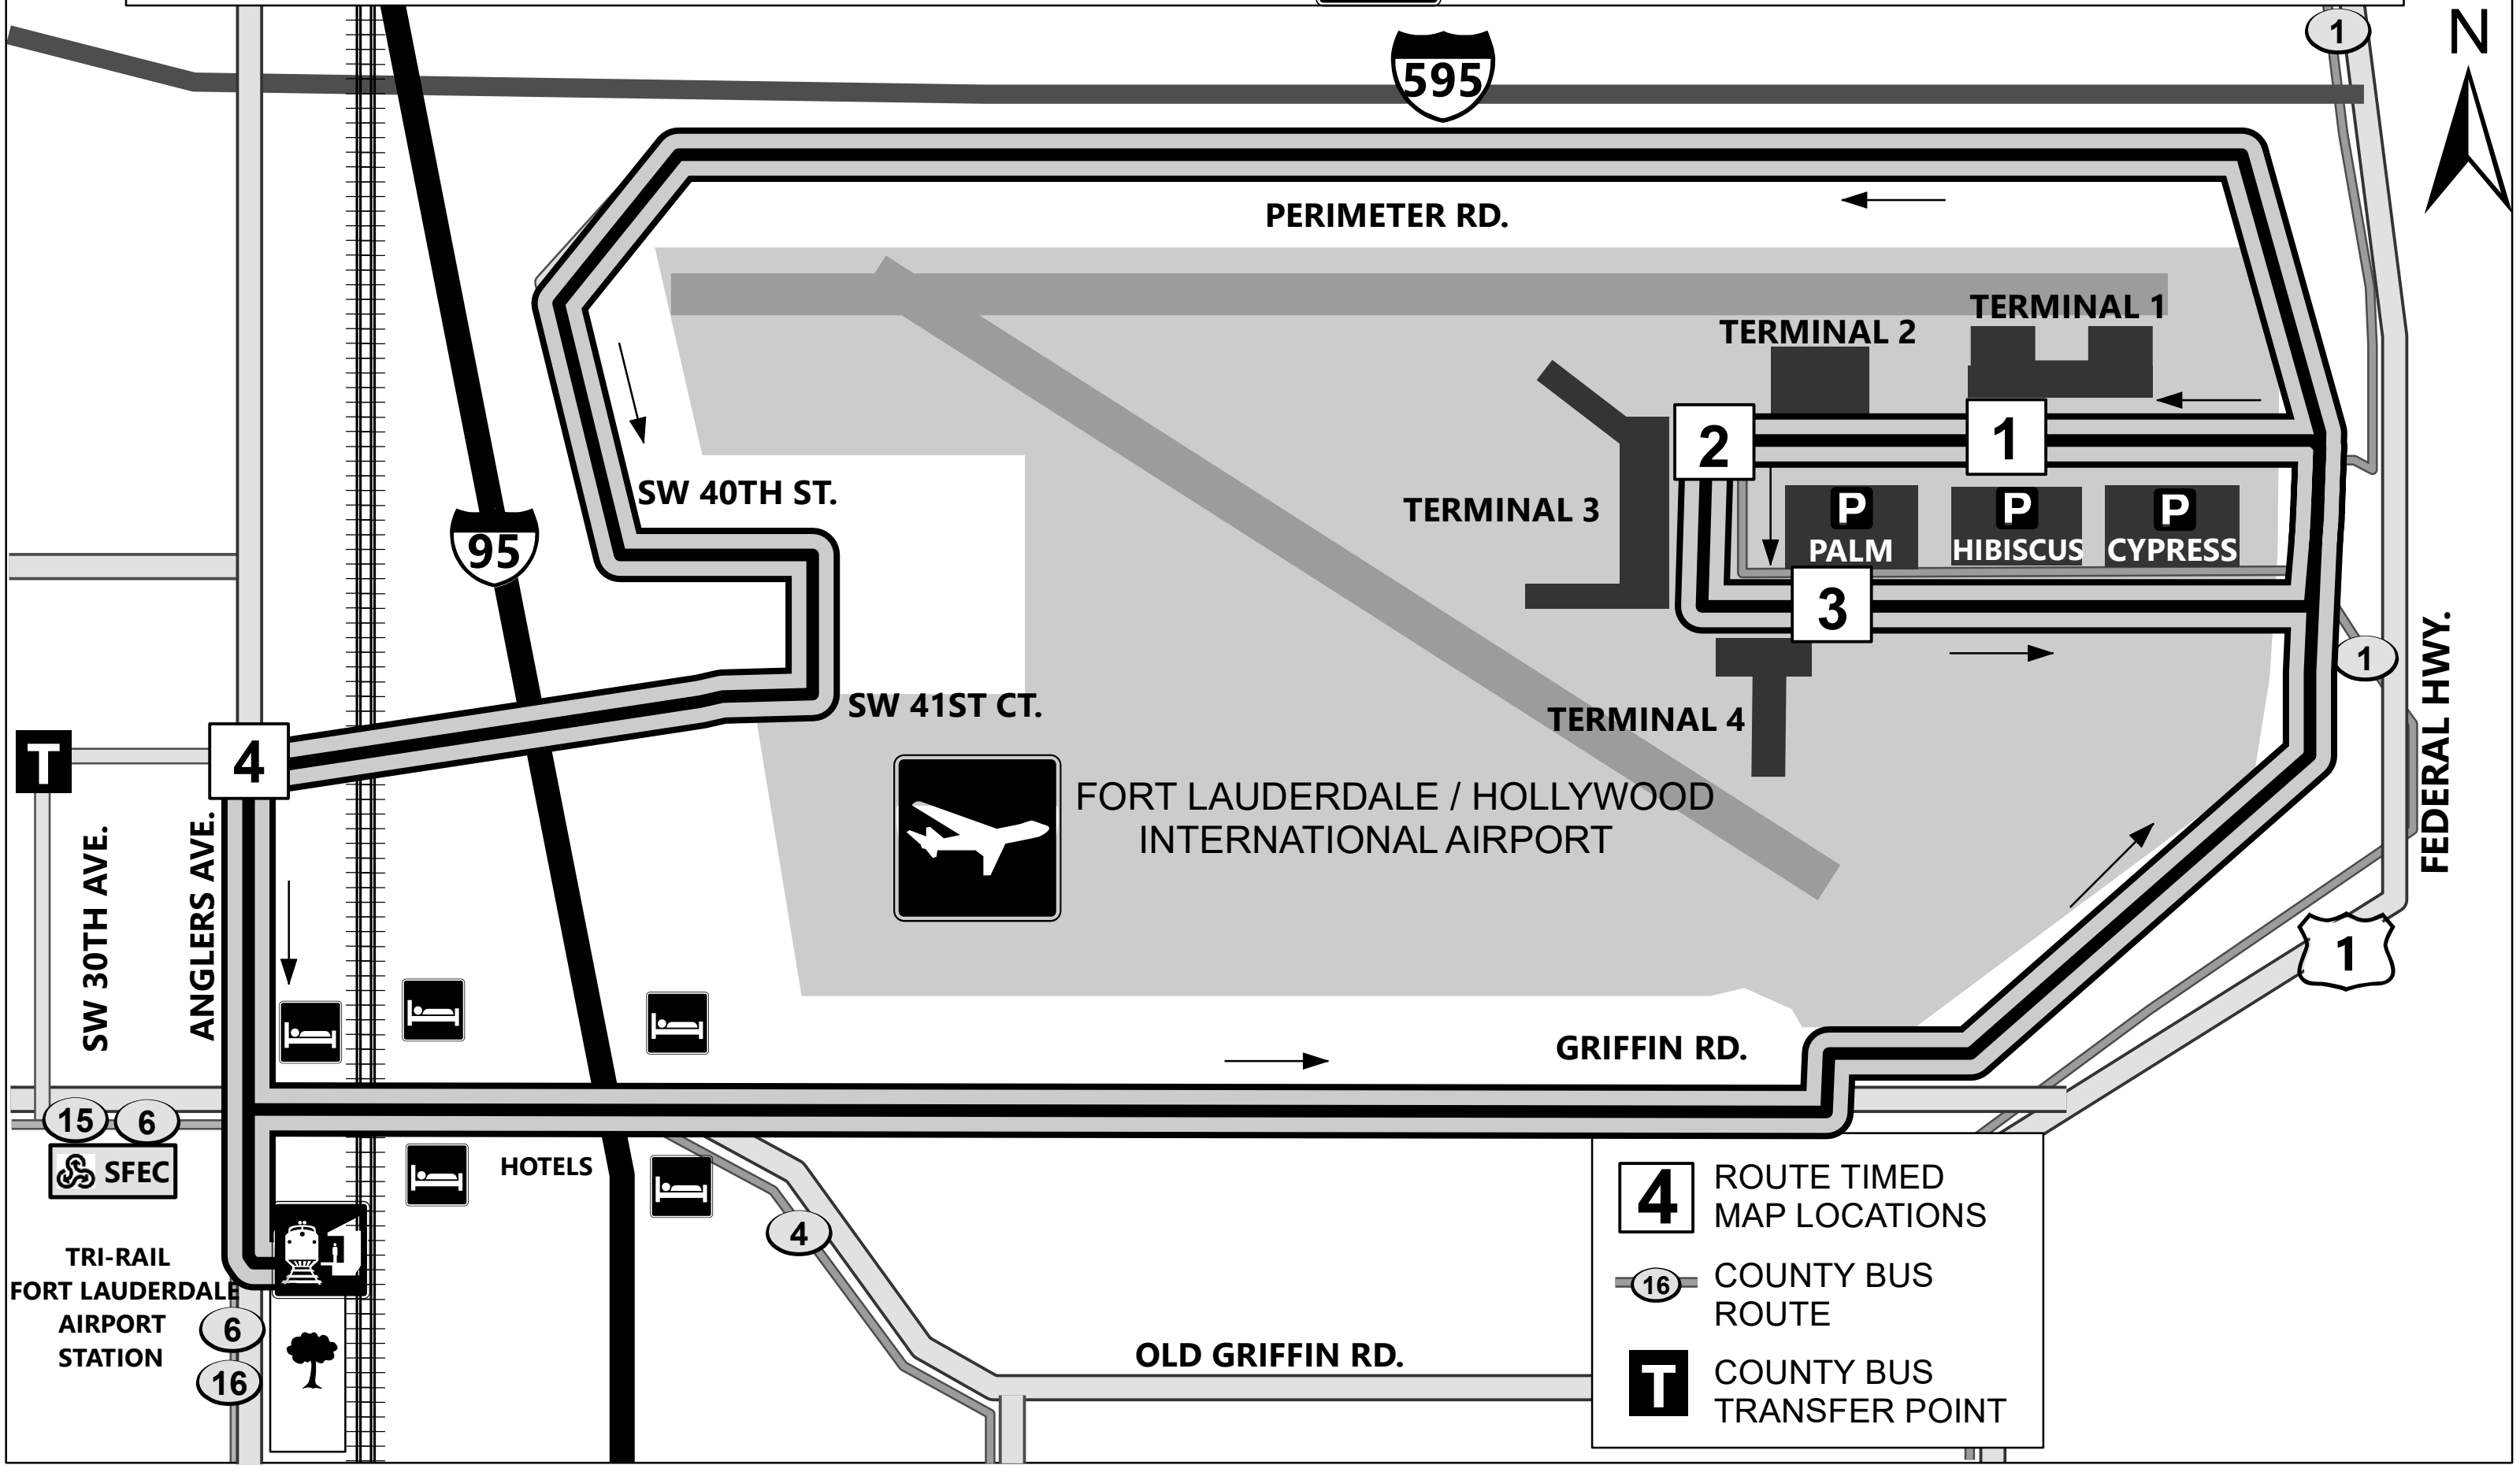 1
N
595
PERIMETER RD.
TERMINAL 1
TERMINAL 2
2
1
SW 40TH ST.
TERMINAL 3
P
P
P
95
PALM
HIBISCUS
CYPRESS
3
1
SW 41ST CT.
TERMINAL 4
FEDERAL HWY.
T
4
FORT LAUDERDALE / HOLLYWOOD
INTERNATIONAL AIRPORT
SW 30TH AVE.
ANGLERS AVE.
1
GRIFFIN RD.
15
6
SFEC
HOTELS
4
TRI-RAIL
FORT LAUDERDALE
AIRPORT
STATION
6
16
OLD GRIFFIN RD.
4
ROUTE TIMED
MAP LOCATIONS
16
COUNTY BUS
ROUTE
T
COUNTY BUS
TRANSFER POINT